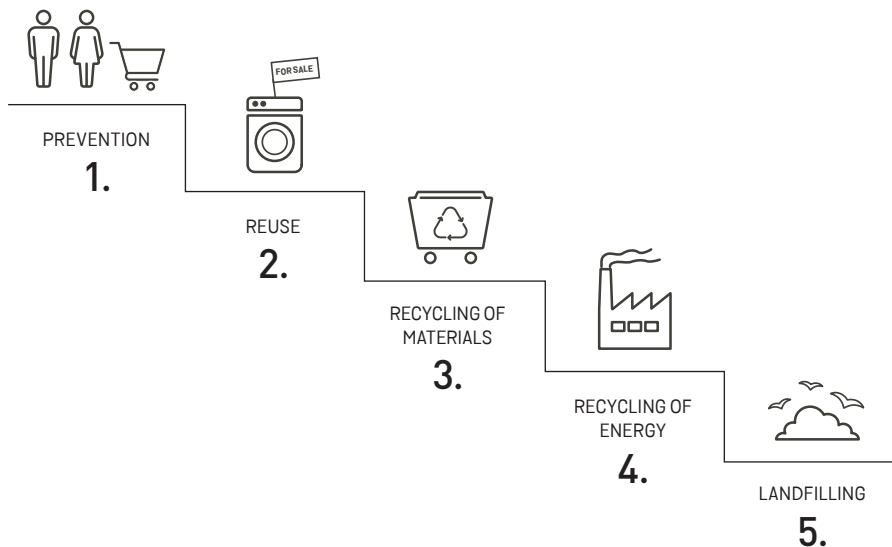 FOR SALE
PREVENTION
1.
REUSE
2.
RECYCLING OF
MATERIALS
3.
RECYCLING OF
ENERGY
4.
LANDFILLING
5.